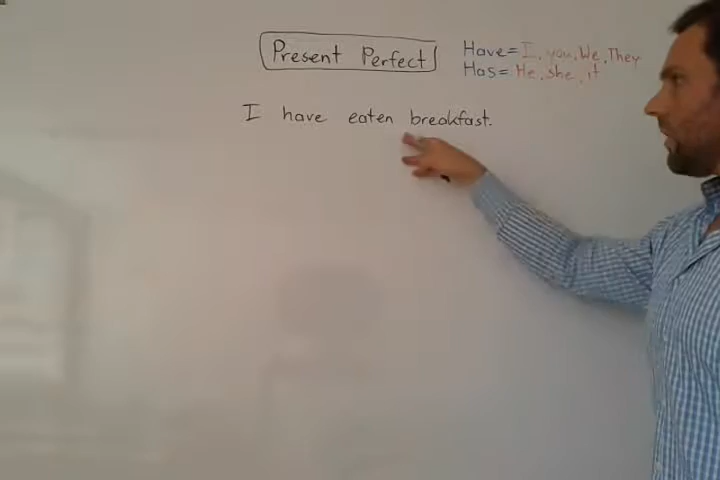 Present Perfect
Have = I, you, We, They
Has = He, she, it
I have eaten breakfast.